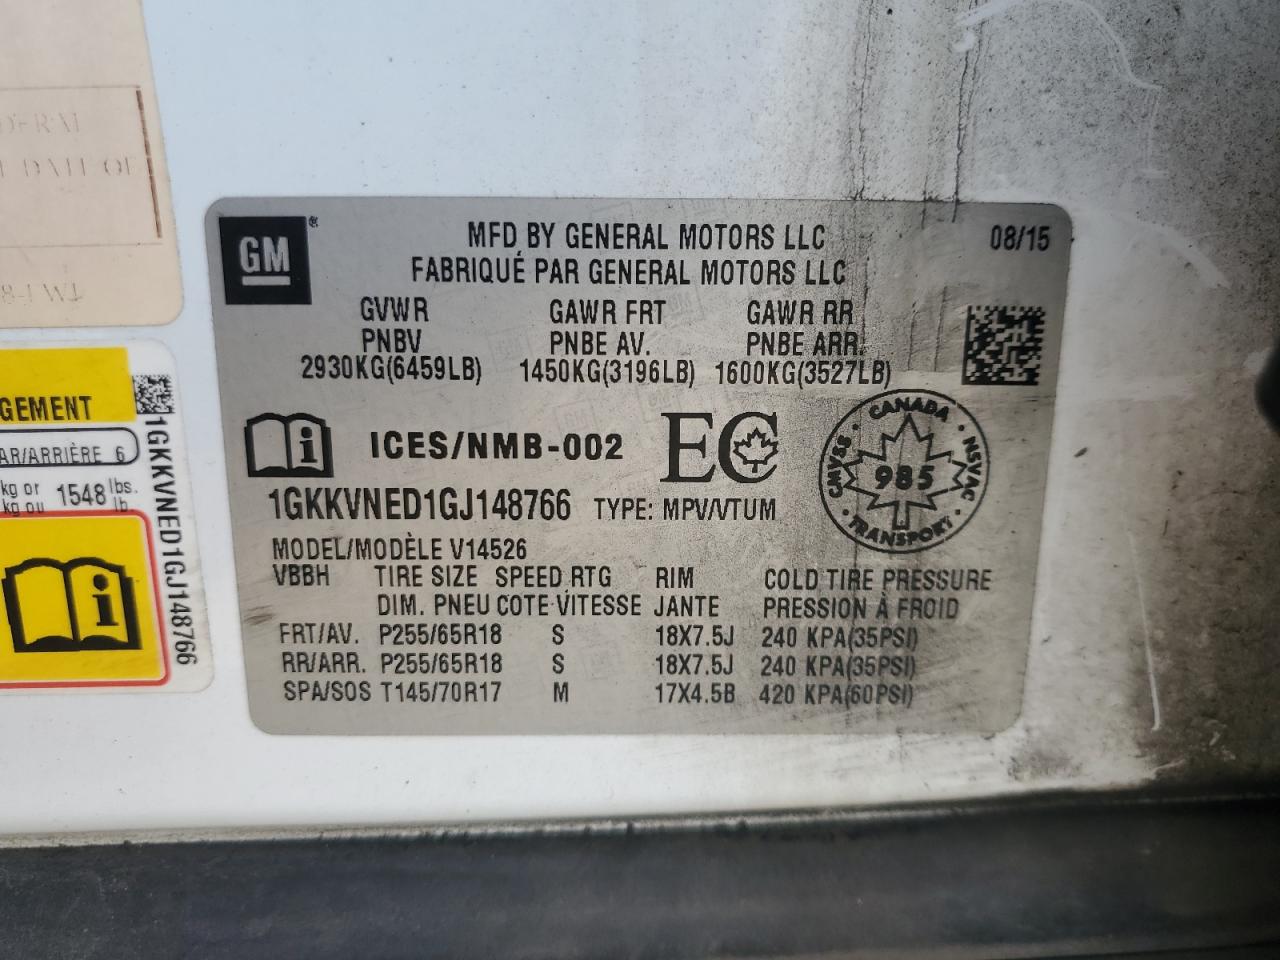 DERAL
DATE OF
GEMENT
AR/ARRIÈRE 6
kg or
kg ou 1548 lbs.
lb
1GKKVNED1GJ148766
GM®
MFD BY GENERAL MOTORS LLC 08/15
FABRIQUÉ PAR GENERAL MOTORS LLC
GVWR GAWR FRT GAWR RR
PNBV PNBE AV. PNBE ARR.
2930KG(6459LB) 1450KG(3196LB) 1600KG(3527LB)
i ICES/NMB-002 EC
CANADA
CMVSS 985 NSVAC
TRANSPORT
1GKKVNED1GJ148766 TYPE: MPV/VTUM
MODEL/MODÈLE V14526
VBBH TIRE SIZE SPEED RTG RIM COLD TIRE PRESSURE
DIM. PNEU COTE VITESSE JANTE PRESSION À FROID
FRT/AV. P255/65R18 S 18X7.5J 240 KPA(35PSI)
RR/ARR. P255/65R18 S 18X7.5J 240 KPA(35PSI)
SPA/SOS T145/70R17 M 17X4.5B 420 KPA(60PSI)